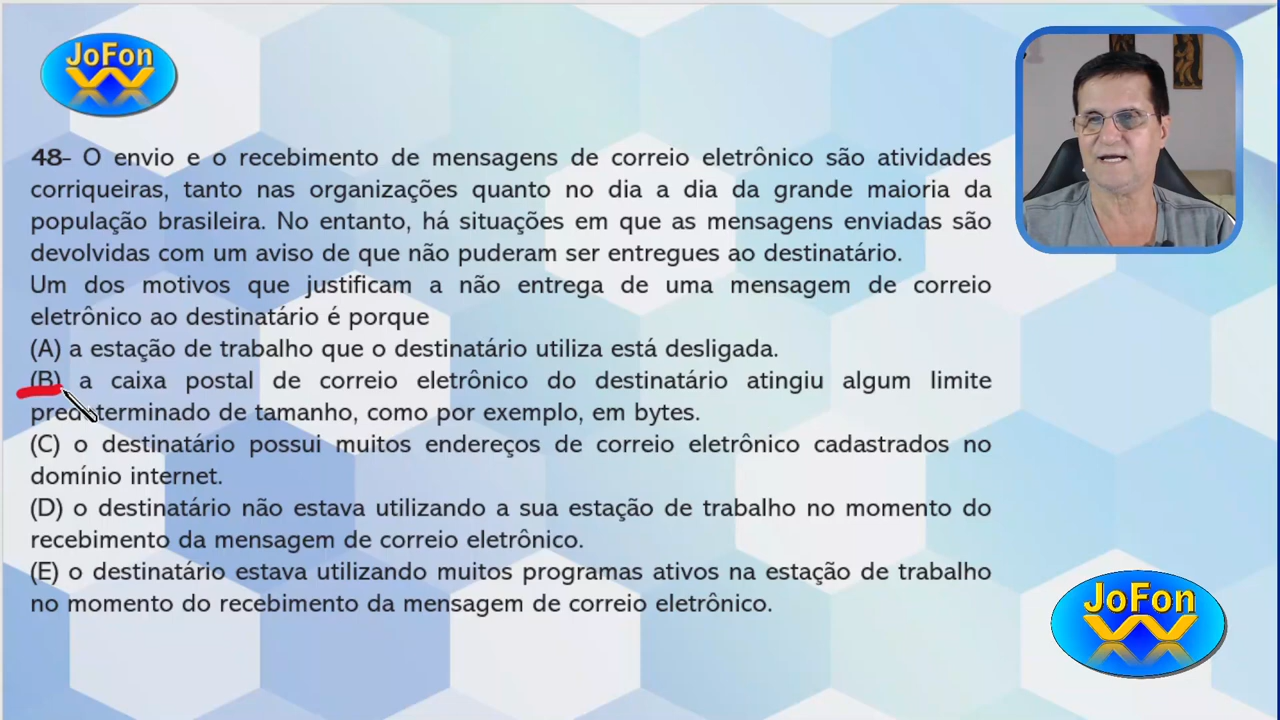 JoFon
48- O envio e o recebimento de mensagens de correio eletrônico são atividades
corriqueiras, tanto nas organizações quanto no dia a dia da grande maioria da
população brasileira. No entanto, há situações em que as mensagens enviadas são
devolvidas com um aviso de que não puderam ser entregues ao destinatário.
Um dos motivos que justificam a não entrega de uma mensagem de correio
eletrônico ao destinatário é porque
(A) a estação de trabalho que o destinatário utiliza está desligada.
(B) a caixa postal de correio eletrônico do destinatário atingiu algum limite
predeterminado de tamanho, como por exemplo, em bytes.
(C) o destinatário possui muitos endereços de correio eletrônico cadastrados no
domínio internet.
(D) o destinatário não estava utilizando a sua estação de trabalho no momento do
recebimento da mensagem de correio eletrônico.
(E) o destinatário estava utilizando muitos programas ativos na estação de trabalho
no momento do recebimento da mensagem de correio eletrônico.
JoFon